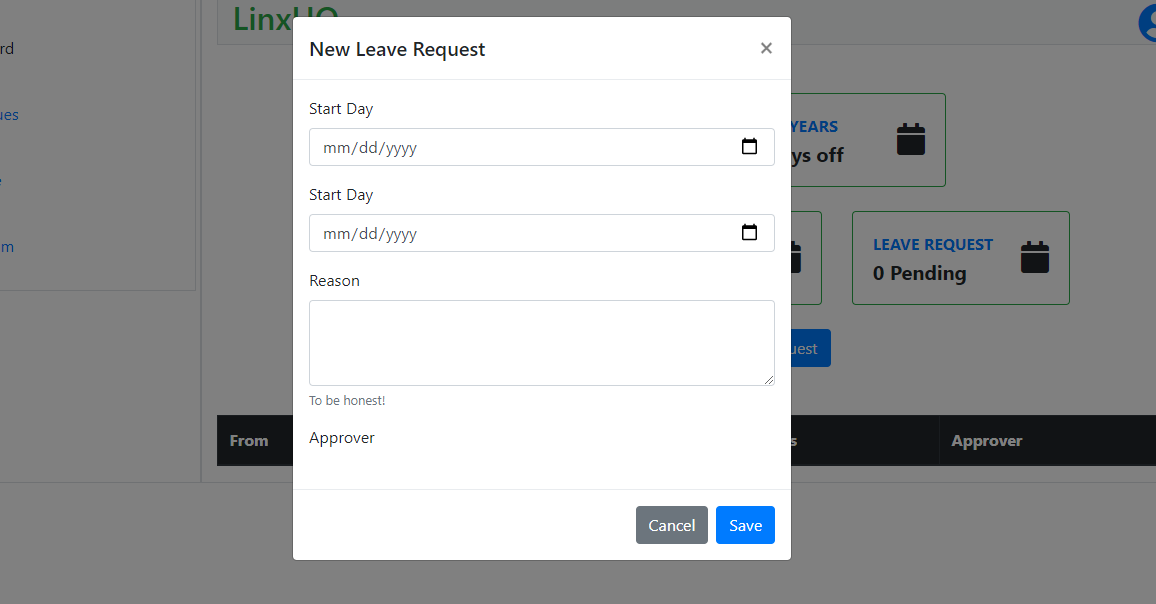 LinxHQ
rd
New Leave Request
×
Start Day
ues
YEARS
mm/dd/yyyy
ys off
Start Day
mm/dd/yyyy
m
LEAVE REQUEST
0 Pending
Reason
uest
To be honest!
Approver
From
s
Approver
Cancel
Save